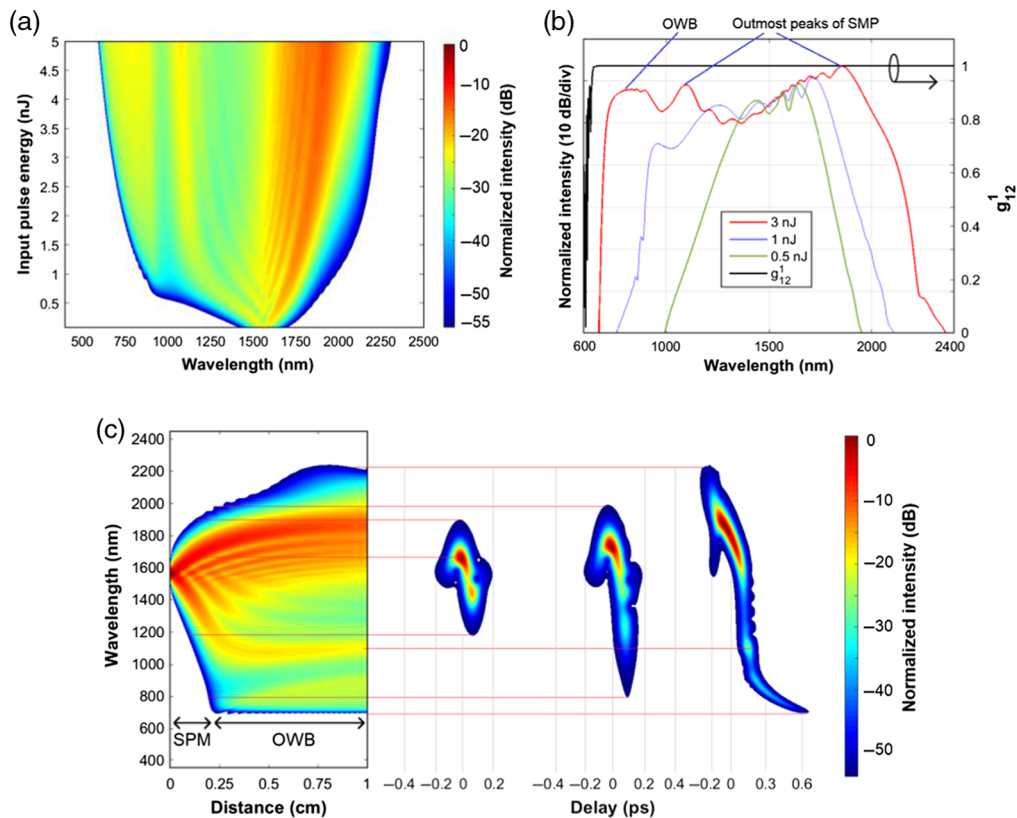 (a)
Input pulse energy (nJ)
5
4.5
4
3.5
3
2.5
2
1.5
1
0.5
500 750 1000 1250 1500 1750 2000 2250 2500
Wavelength (nm)
0
−10
−20
−30
−40
−50
−55
Normalized intensity (dB)
(b)
OWB
Outmost peaks of SMP
Normalized intensity (10 dB/div)
3 nJ
1 nJ
0.5 nJ
g¹₁₂
1
0.8
0.6
0.4
0.2
0
g¹₁₂
600 1000 1500 2000 2400
Wavelength (nm)
(c)
Wavelength (nm)
2400
2200
2000
1800
1600
1400
1200
1000
800
600
400
SPM
OWB
0 0.25 0.5 0.75 1
Distance (cm)
−0.4 −0.2 0 0.2 −0.4 −0.2 0 0.2 −0.2 0 0.2 0.6
Delay (ps)
0
−10
−20
−30
−40
−50
Normalized intensity (dB)